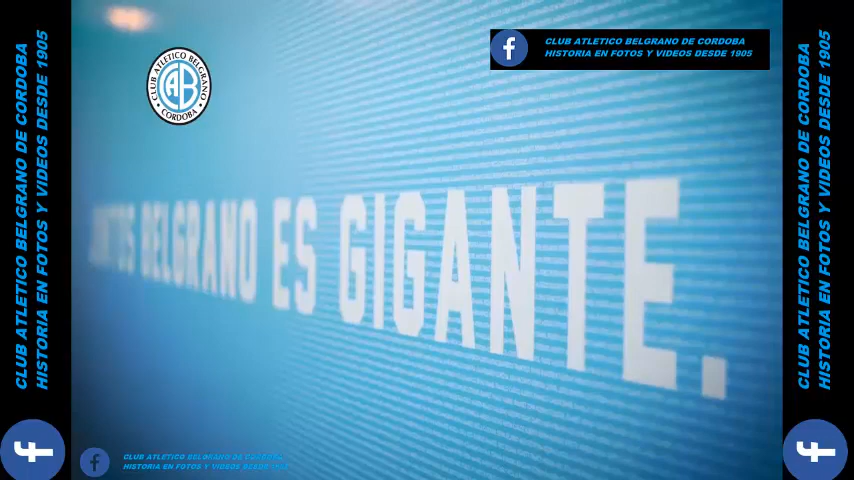 CLUB ATLETICO BELGRANO DE CORDOBA
HISTORIA EN FOTOS Y VIDEOS DESDE 1905
CLUB ATLETICO BELGRANO
CAB
CORDOBA
CLUB ATLETICO BELGRANO DE CORDOBA
HISTORIA EN FOTOS Y VIDEOS DESDE 1905
JUNTOS BELGRANO ES GIGANTE.
CLUB ATLETICO BELGRANO DE CORDOBA
HISTORIA EN FOTOS Y VIDEOS DESDE 1905
CLUB ATLETICO BELGRANO DE CORDOBA
HISTORIA EN FOTOS Y VIDEOS DESDE 1905